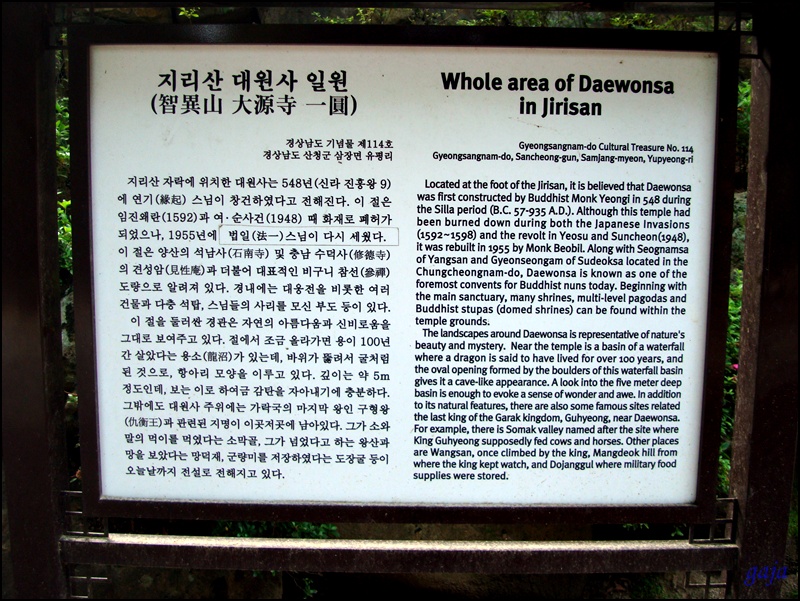 지리산 대원사 일원
(智異山 大源寺 一圓)
경상남도 기념물 제114호
경상남도 산청군 삼장면 유평리
지리산 자락에 위치한 대원사는 548년(신라 진흥왕 9)
에 연기(緣起) 스님이 창건하였다고 전해진다. 이 절은
임진왜란(1592)과 여·순사건(1948) 때 화재로 폐허가
되었으나, 1955년에 법일(法一)스님이 다시 세웠다.
이 절은 양산의 석남사(石南寺) 및 충남 수덕사(修德寺)
의 견성암(見性庵)과 더불어 대표적인 비구니 참선(參禪)
도량으로 알려져 있다. 경내에는 대웅전을 비롯한 여러
건물과 다층 석탑, 스님들의 사리를 모신 부도 등이 있다.
이 절을 둘러싼 경관은 자연의 아름다움과 신비로움을
그대로 보여주고 있다. 절에서 조금 올라가면 용이 100년
간 살았다는 용소(龍沼)가 있는데, 바위가 뚫려서 굴처럼
된 것으로, 항아리 모양을 이루고 있다. 깊이는 약 5m
정도인데, 보는 이로 하여금 감탄을 자아내기에 충분하다.
그밖에도 대원사 주위에는 가락국의 마지막 왕인 구형왕
(仇衡王)과 관련된 지명이 이곳저곳에 남아있다. 그가 소와
말의 먹이를 먹였다는 소막골, 그가 넘었다고 하는 왕산과
망을 보았다는 망덕재, 군량미를 저장하였다는 도장굴 등이
오늘날까지 전설로 전해지고 있다.
Whole area of Daewonsa
in Jirisan
Gyeongsangnam-do Cultural Treasure No. 114
Gyeongsangnam-do, Sancheong-gun, Samjang-myeon, Yupyeong-ri
Located at the foot of the Jirisan, it is believed that Daewonsa
was first constructed by Buddhist Monk Yeongi in 548 during
the Silla period (B.C. 57-935 A.D.). Although this temple had
been burned down during both the Japanese Invasions
(1592~1598) and the revolt in Yeosu and Suncheon(1948),
it was rebuilt in 1955 by Monk Beobil. Along with Seognamsa
of Yangsan and Gyeonseongam of Sudeoksa located in the
Chungcheongnam-do, Daewonsa is known as one of the
foremost convents for Buddhist nuns today. Beginning with
the main sanctuary, many shrines, multi-level pagodas and
Buddhist stupas (domed shrines) can be found within the
temple grounds.
The landscapes around Daewonsa is representative of nature's
beauty and mystery. Near the temple is a basin of a waterfall
where a dragon is said to have lived for over 100 years, and
the oval opening formed by the boulders of this waterfall basin
gives it a cave-like appearance. A look into the five meter deep
basin is enough to evoke a sense of wonder and awe. In addition
to its natural features, there are also some famous sites related
the last king of the Garak kingdom, Guhyeong, near Daewonsa.
For example, there is Somak valley named after the site where
King Guhyeong supposedly fed cows and horses. Other places
are Wangsan, once climbed by the king, Mangdeok hill from
where the king kept watch, and Dojanggul where military food
supplies were stored.